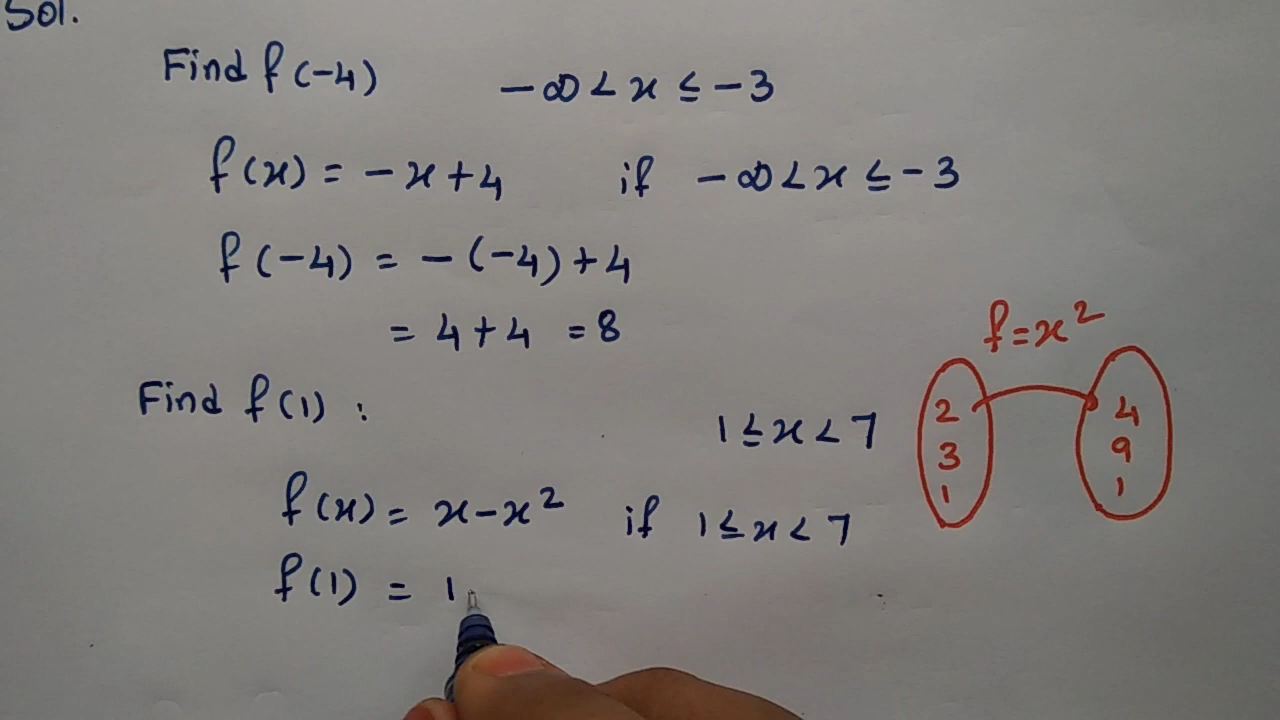 Sol.
Find f(-4) -∞ < x ≤ -3
f(x) = -x+4 if -∞ < x ≤ -3
f(-4) = -(-4)+4
= 4+4 = 8
f=x²
Find f(1) :
1 ≤ x < 7
2 4
3 9
1 1
f(x) = x-x² if 1 ≤ x < 7
f(1) = 1